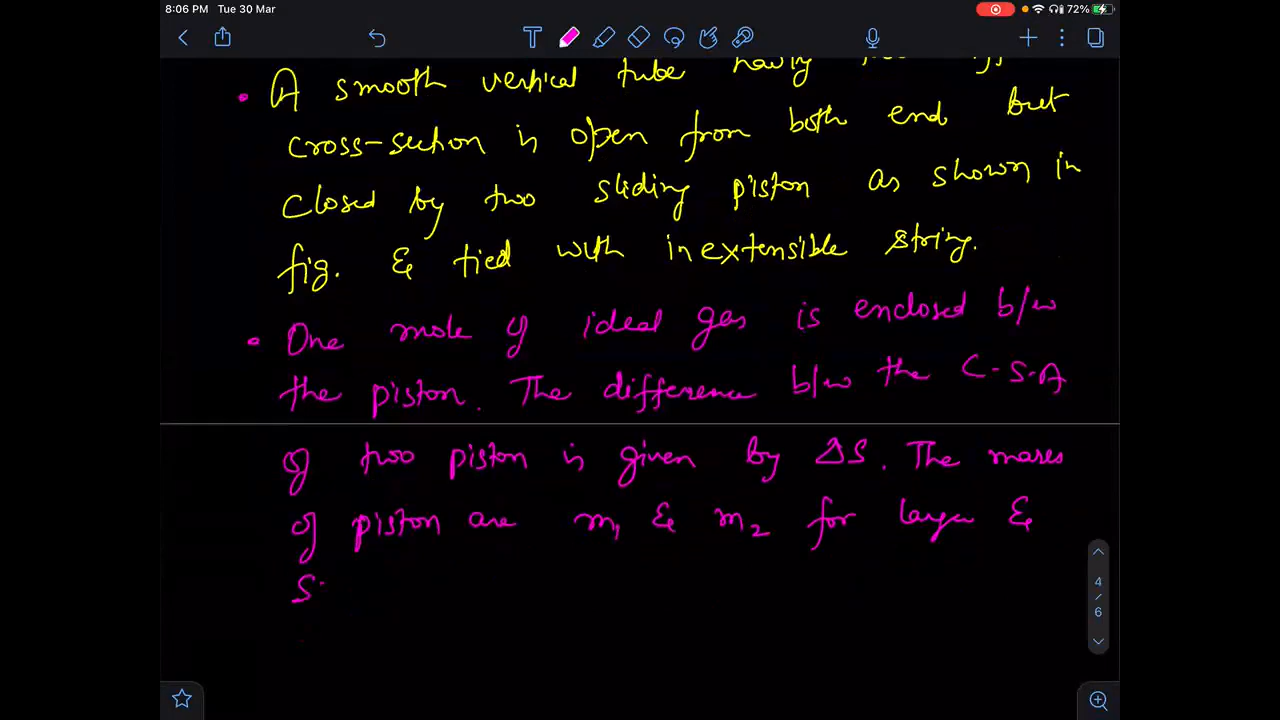 8:06 PM Tue 30 Mar
72%
A smooth vertical tube having
cross-section is open from both end but
closed by two sliding piston as shown in
fig. & tied with inextensible string.
One mole of ideal gas is enclosed b/w
the piston. The difference b/w the C-S.A
of two piston is given by ΔS. The masses
of piston are m₁ & m₂ for larger &
S
4
/
6